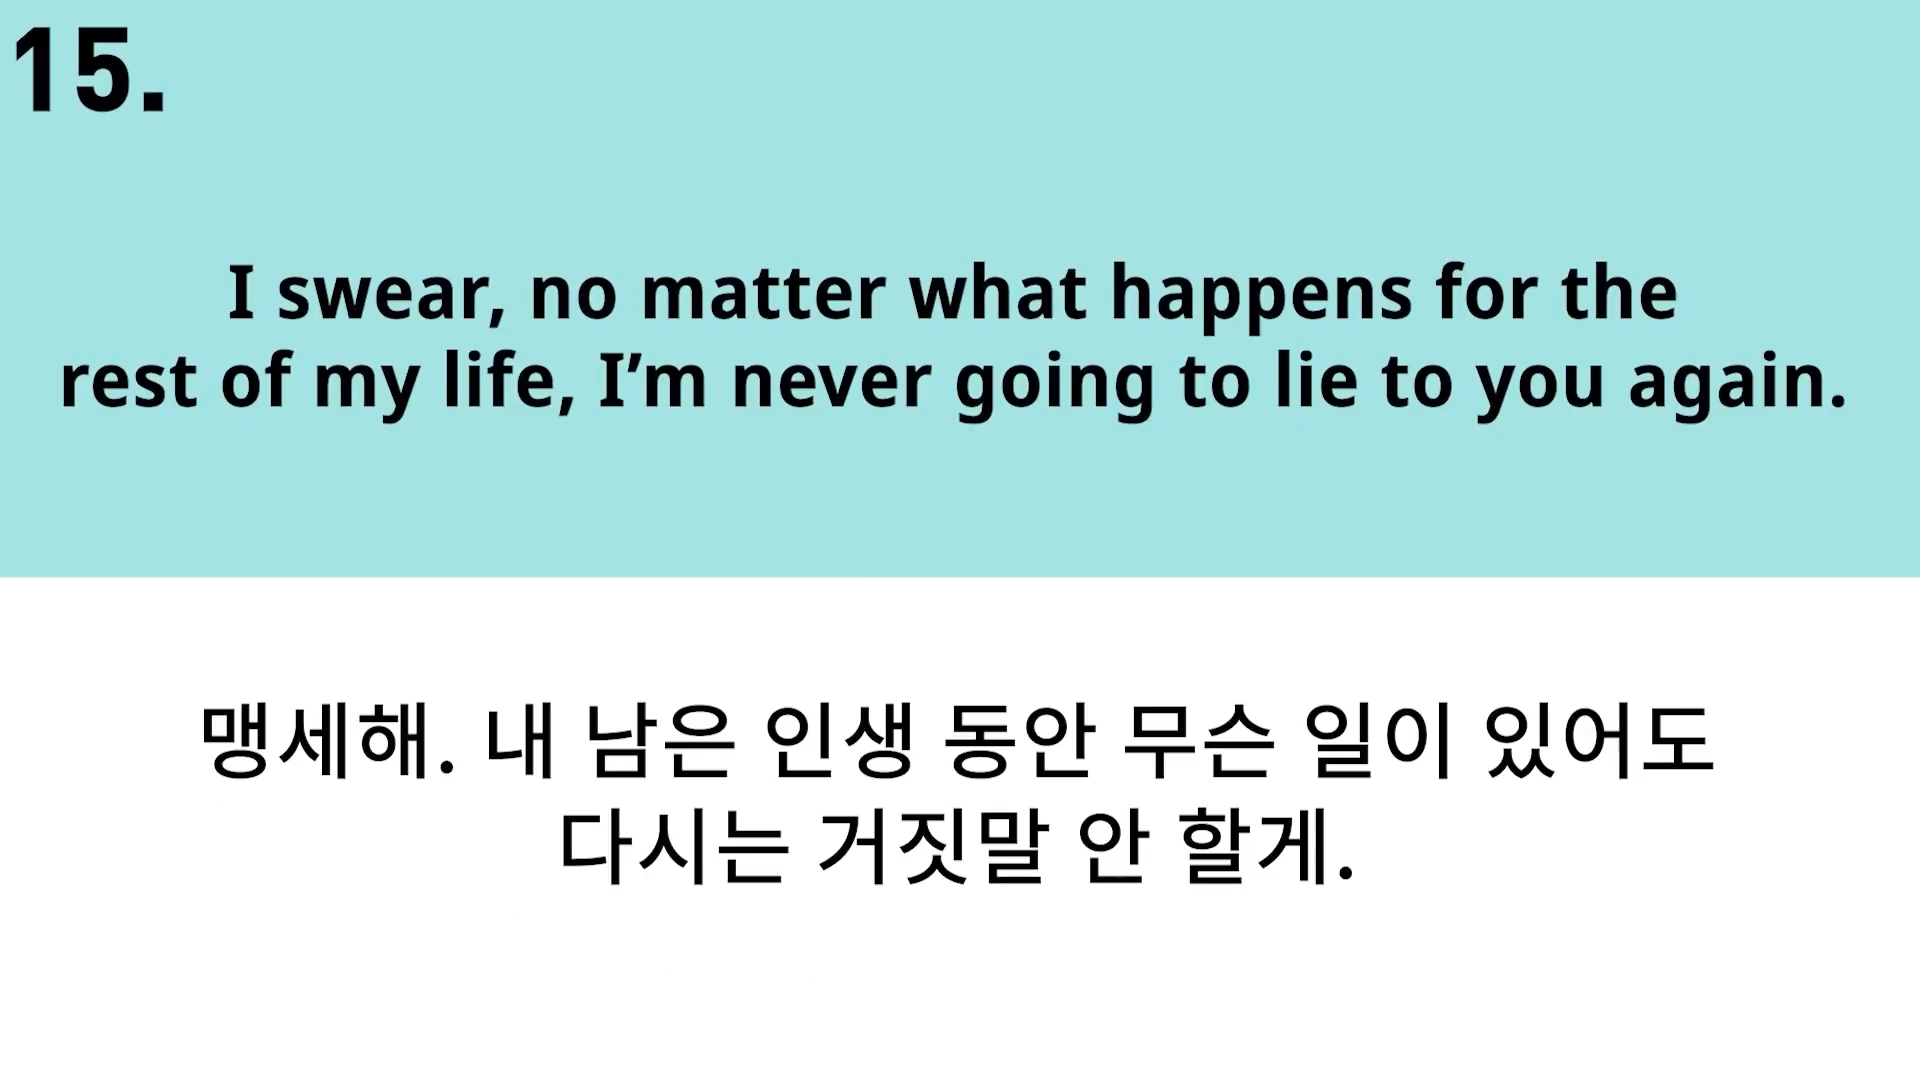 15.
I swear, no matter what happens for the
rest of my life, I’m never going to lie to you again.
맹세해. 내 남은 인생 동안 무슨 일이 있어도
다시는 거짓말 안 할게.